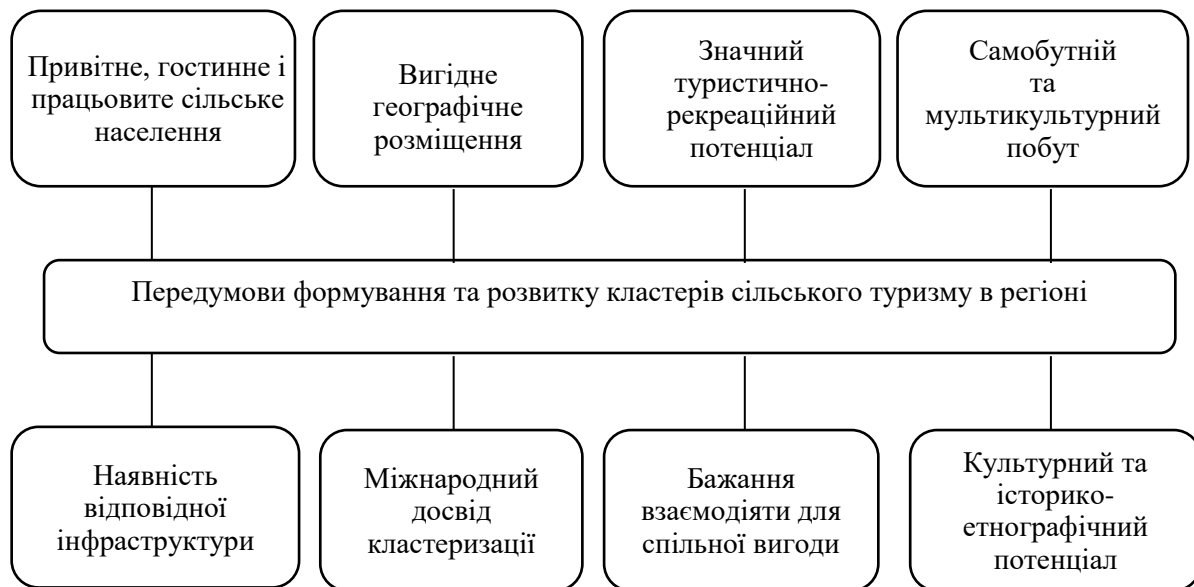 Привітне, гостинне і
працьовите сільське
населення
Вигідне
географічне
розміщення
Значний
туристично-
рекреаційний
потенціал
Самобутній
та
мультикультурний
побут
Передумови формування та розвитку кластерів сільського туризму в регіоні
Наявність
відповідної
інфраструктури
Міжнародний
досвід
кластеризації
Бажання
взаємодіяти для
спільної вигоди
Культурний та
історико-
етнографічний
потенціал